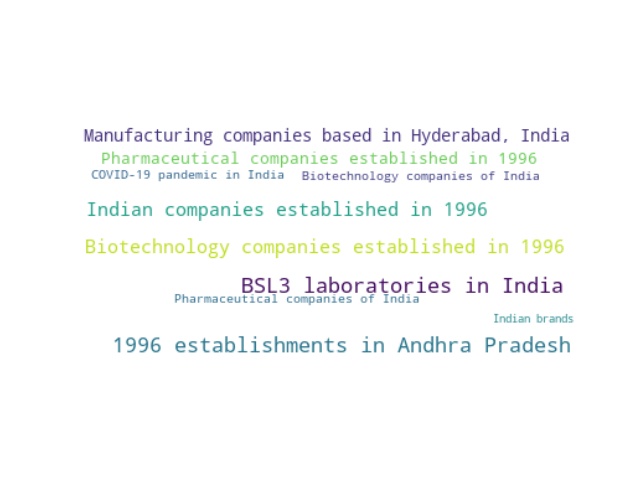 Manufacturing companies based in Hyderabad, India
Pharmaceutical companies established in 1996
COVID-19 pandemic in India
Biotechnology companies of India
Indian companies established in 1996
Biotechnology companies established in 1996
BSL3 laboratories in India
Pharmaceutical companies of India
Indian brands
1996 establishments in Andhra Pradesh